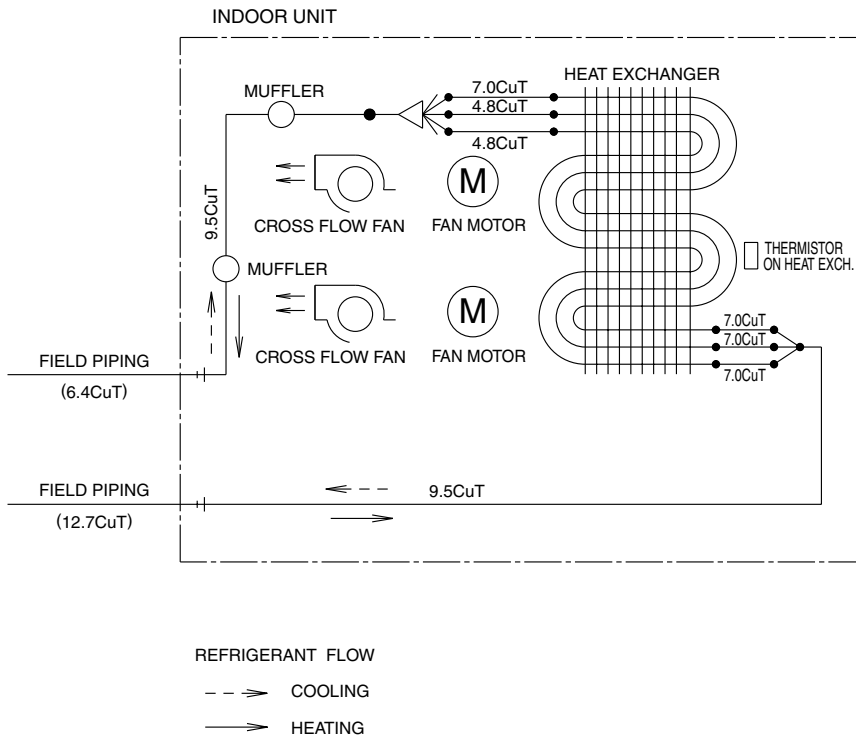 INDOOR UNIT
MUFFLER
7.0CuT
4.8CuT
4.8CuT
HEAT EXCHANGER
9.5CuT
M
CROSS FLOW FAN
FAN MOTOR
MUFFLER
THERMISTOR
ON HEAT EXCH.
M
CROSS FLOW FAN
FAN MOTOR
7.0CuT
7.0CuT
7.0CuT
FIELD PIPING
(6.4CuT)
FIELD PIPING
(12.7CuT)
9.5CuT
REFRIGERANT FLOW
COOLING
HEATING